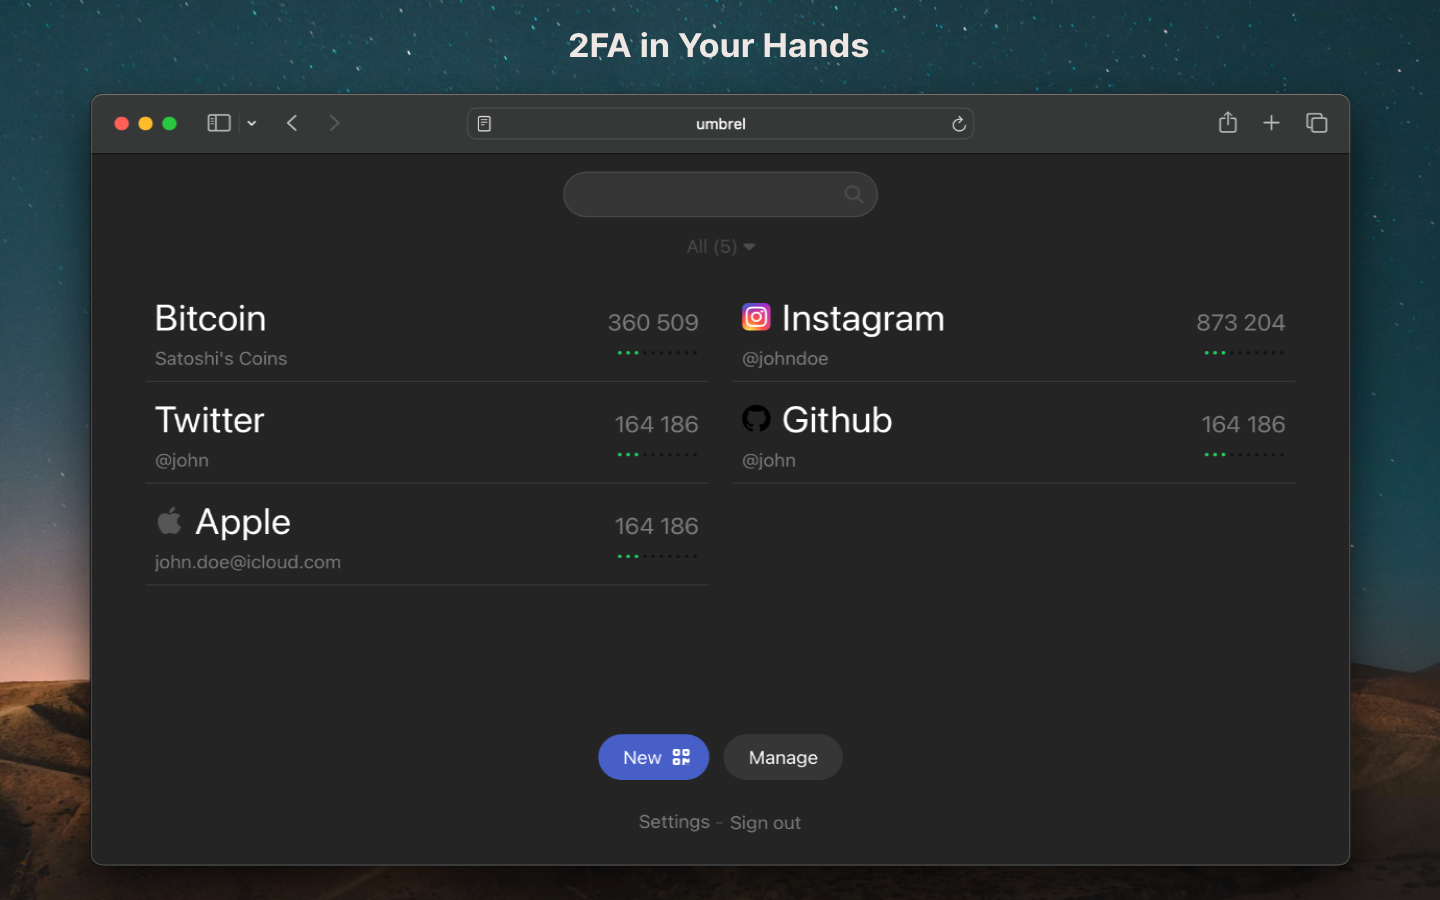 2FA in Your Hands
umbrel
All (5)
Bitcoin
360 509
Satoshi's Coins
Instagram
873 204
@johndoe
Twitter
164 186
@john
Github
164 186
@john
Apple
164 186
john.doe@icloud.com
New
Manage
Settings - Sign out